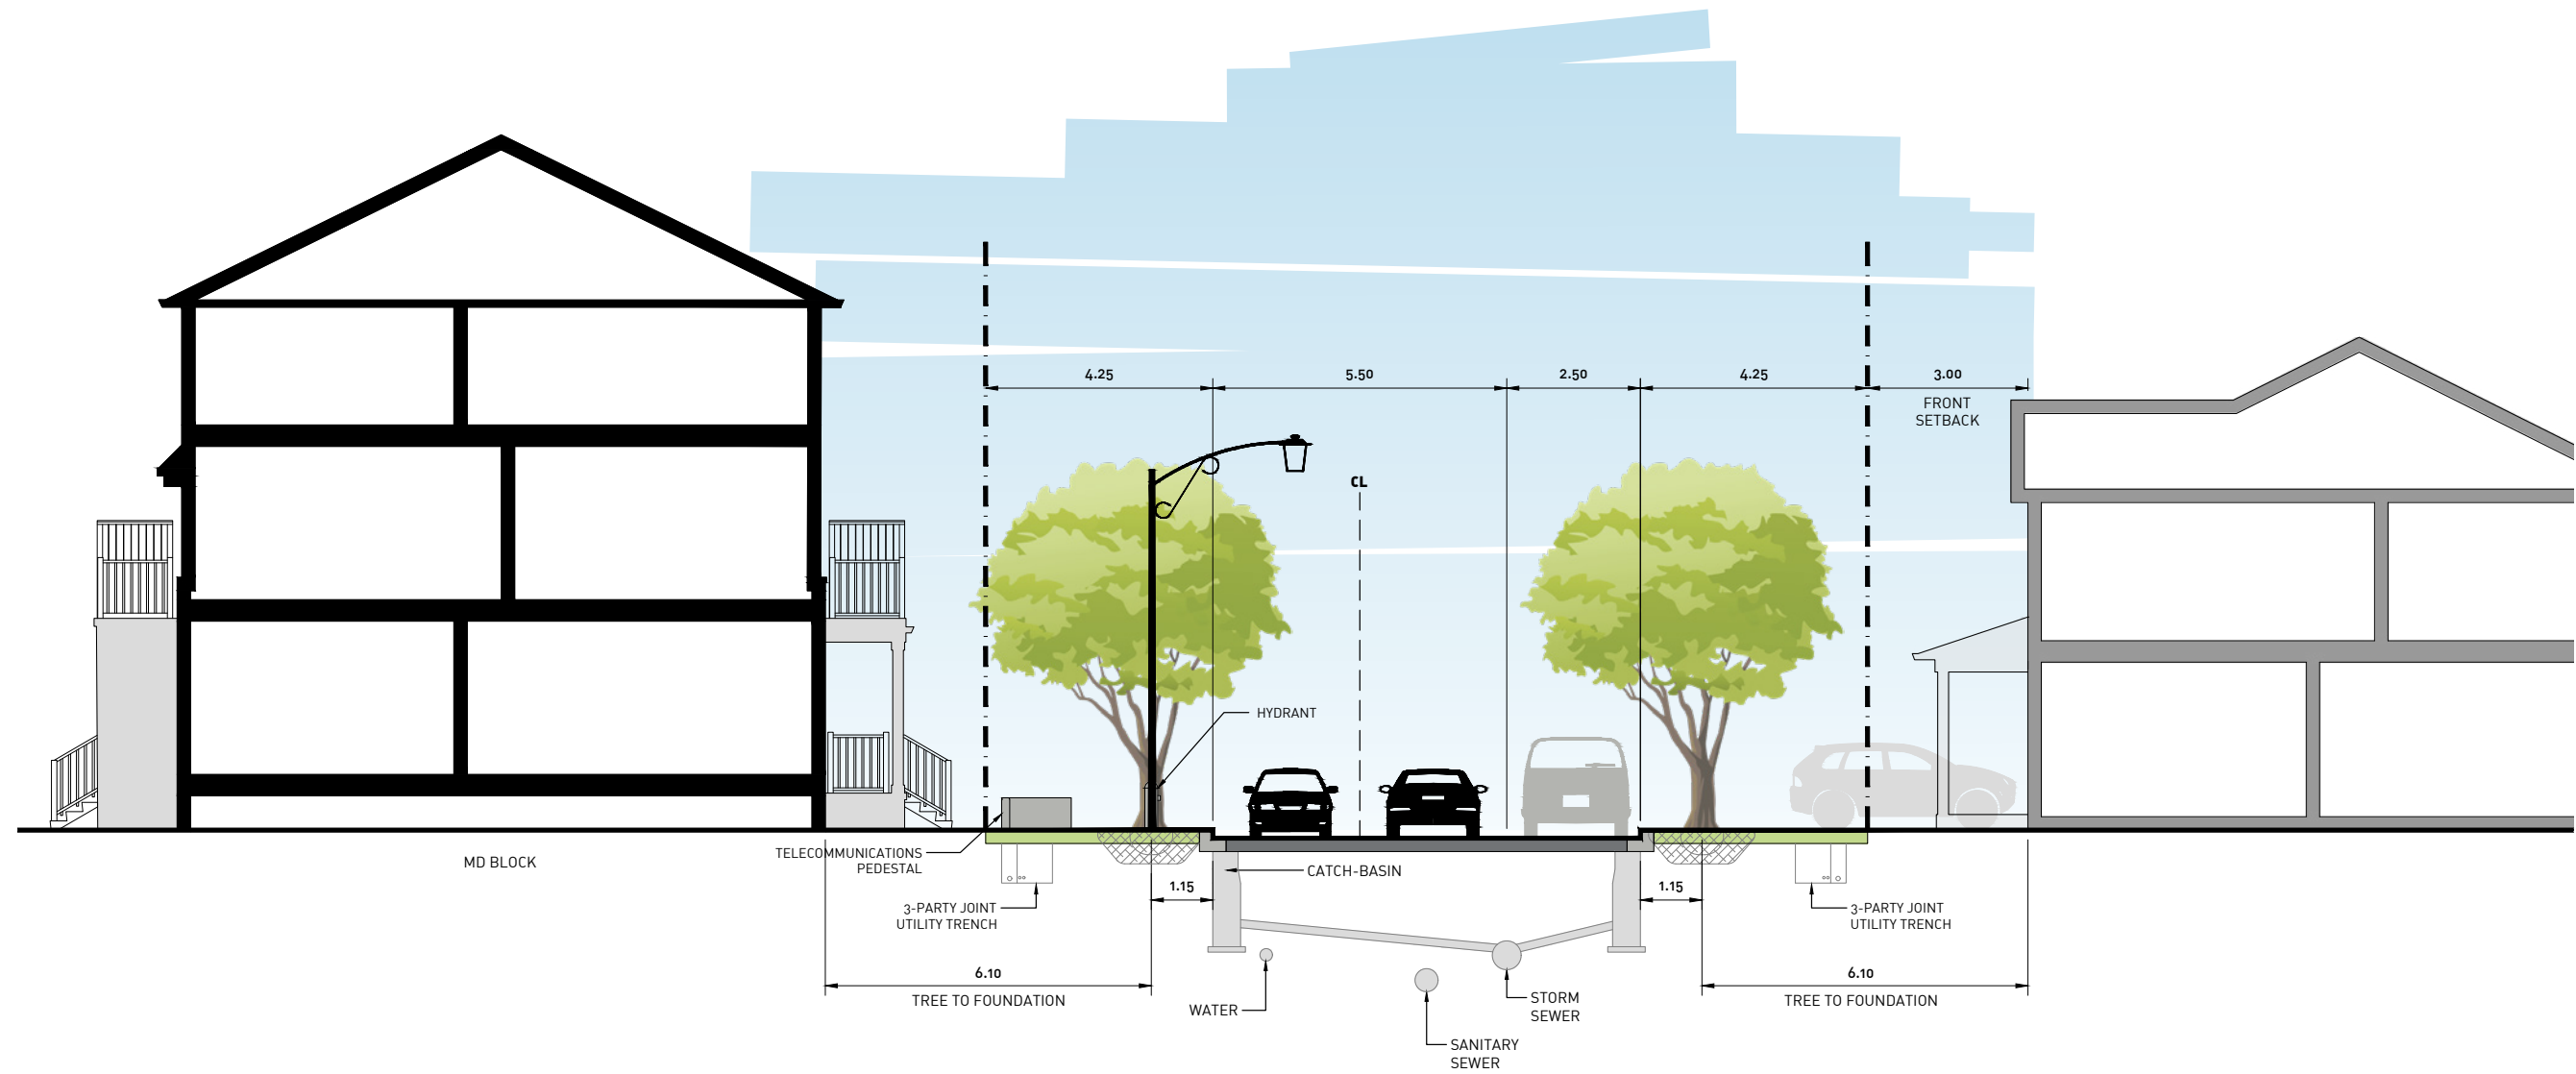 4.25
5.50
2.50
4.25
3.00
FRONT
SETBACK
CL
HYDRANT
TELECOMMUNICATIONS
PEDESTAL
MD BLOCK
CATCH-BASIN
1.15
1.15
3-PARTY JOINT
UTILITY TRENCH
3-PARTY JOINT
UTILITY TRENCH
6.10
TREE TO FOUNDATION
6.10
TREE TO FOUNDATION
WATER
STORM
SEWER
SANITARY
SEWER